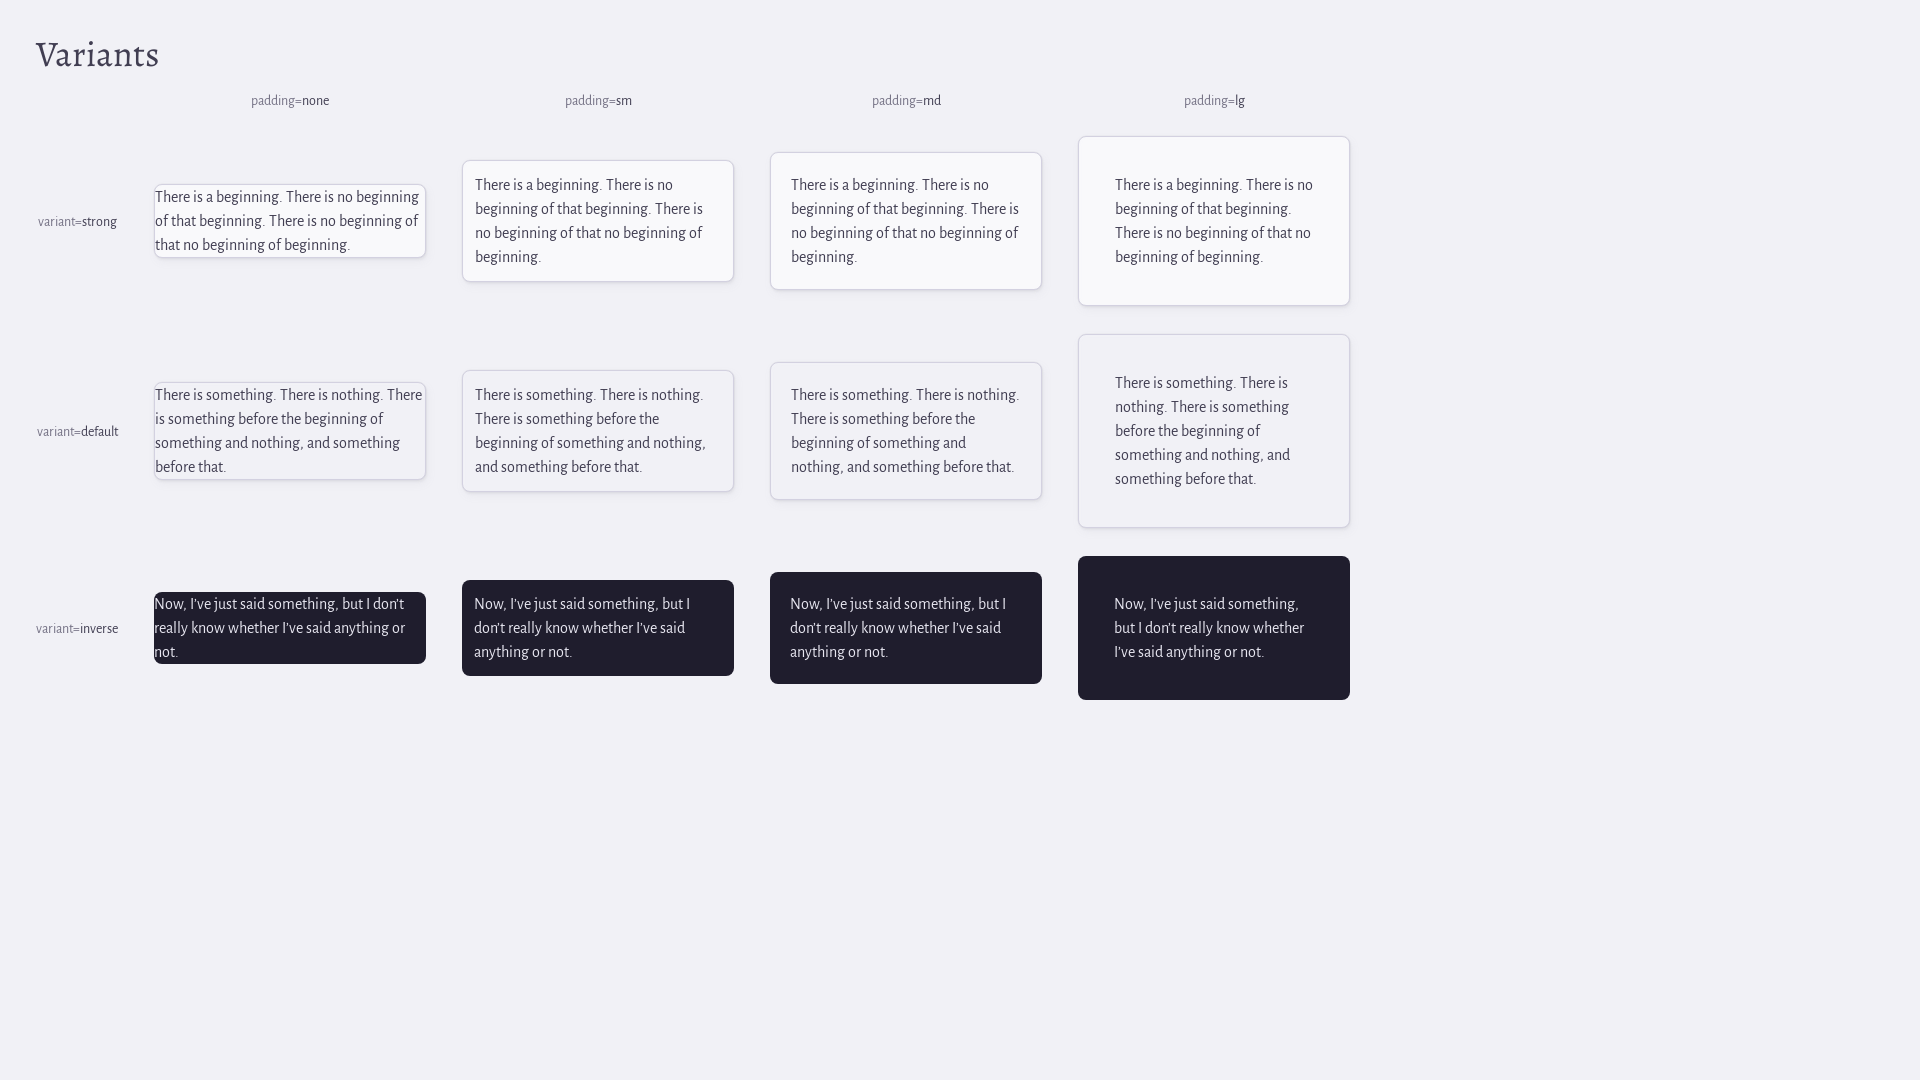 Variants
padding=none
padding=sm
padding=md
padding=lg
variant=strong
There is a beginning. There is no beginning
of that beginning. There is no beginning of
that no beginning of beginning.
There is a beginning. There is no
beginning of that beginning. There is
no beginning of that no beginning of
beginning.
There is a beginning. There is no
beginning of that beginning. There is
no beginning of that no beginning of
beginning.
There is a beginning. There is no
beginning of that beginning.
There is no beginning of that no
beginning of beginning.
variant=default
There is something. There is nothing. There
is something before the beginning of
something and nothing, and something
before that.
There is something. There is nothing.
There is something before the
beginning of something and nothing,
and something before that.
There is something. There is nothing.
There is something before the
beginning of something and
nothing, and something before that.
There is something. There is
nothing. There is something
before the beginning of
something and nothing, and
something before that.
variant=inverse
Now, I've just said something, but I don't
really know whether I've said anything or
not.
Now, I've just said something, but I
don't really know whether I've said
anything or not.
Now, I've just said something, but I
don't really know whether I've said
anything or not.
Now, I've just said something,
but I don't really know whether
I've said anything or not.